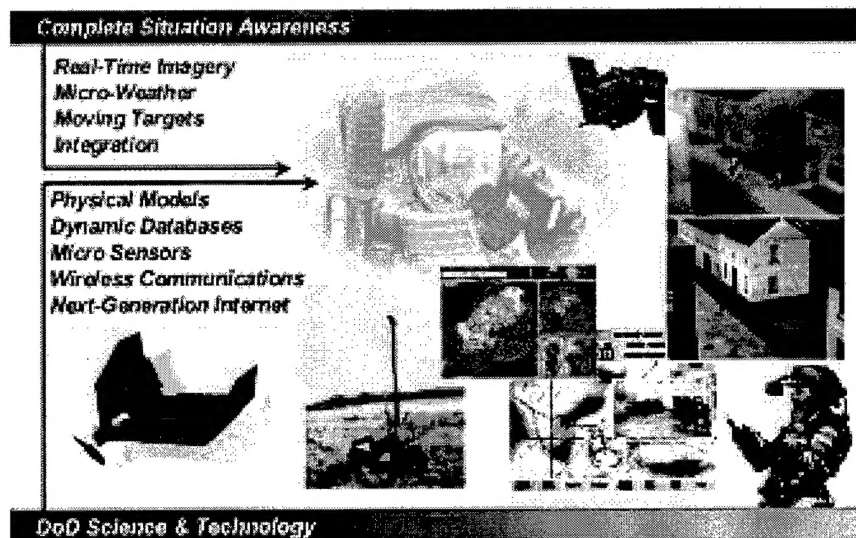 Complete Situation Awareness
Real-Time Imagery
Micro-Weather
Moving Targets
Integration
Physical Models
Dynamic Databases
Micro Sensors
Wireless Communications
Next-Generation Internet
DoD Science & Technology